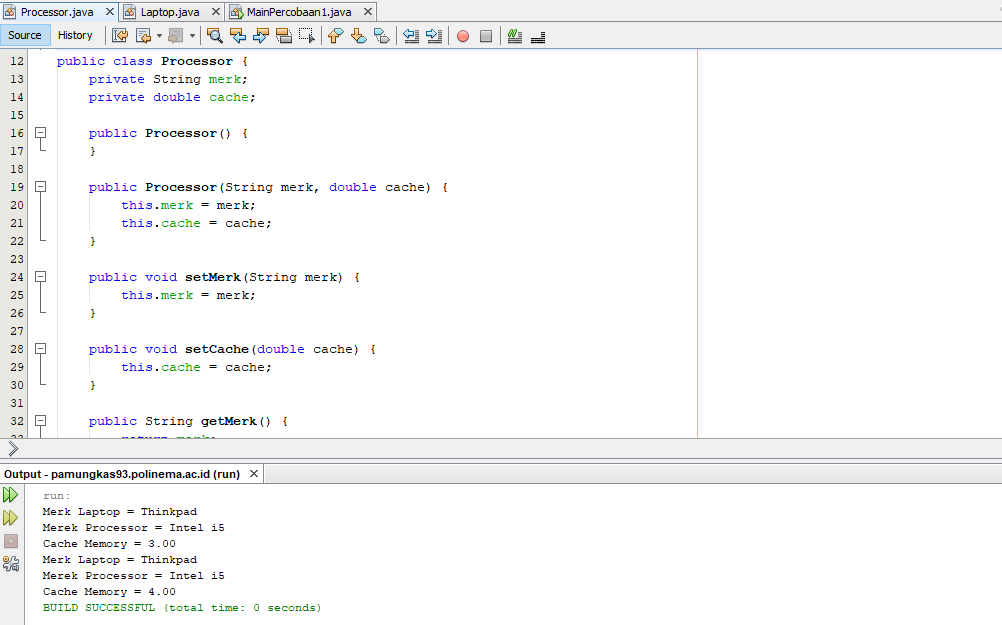 Processor.java
Laptop.java
MainPercobaan1.java
Source
History
12 public class Processor {
13 private String merk;
14 private double cache;
15
16 public Processor() {
17 }
18
19 public Processor(String merk, double cache) {
20 this.merk = merk;
21 this.cache = cache;
22 }
23
24 public void setMerk(String merk) {
25 this.merk = merk;
26 }
27
28 public void setCache(double cache) {
29 this.cache = cache;
30 }
31
32 public String getMerk() {
Output - pamungkas93.polinema.ac.id (run)
run:
Merk Laptop = Thinkpad
Merek Processor = Intel i5
Cache Memory = 3.00
Merk Laptop = Thinkpad
Merek Processor = Intel i5
Cache Memory = 4.00
BUILD SUCCESSFUL (total time: 0 seconds)